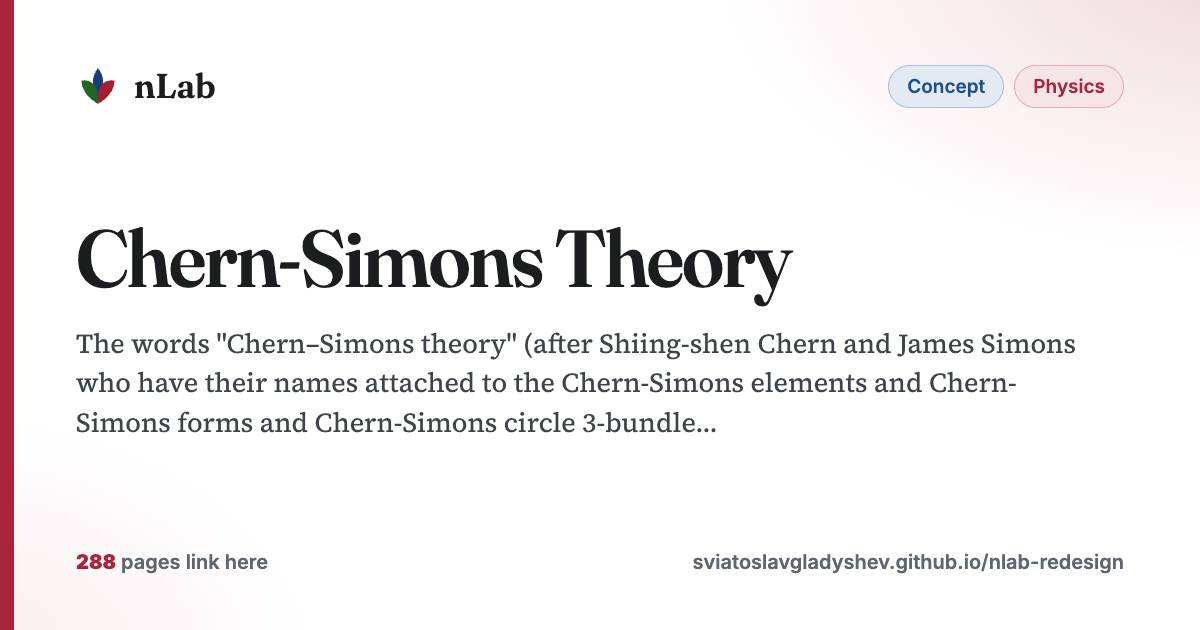 nLab
Concept
Physics
Chern-Simons Theory
The words "Chern–Simons theory" (after Shiing-shen Chern and James Simons
who have their names attached to the Chern-Simons elements and Chern-
Simons forms and Chern-Simons circle 3-bundle...
288 pages link here
sviatoslavgladyshev.github.io/nlab-redesign